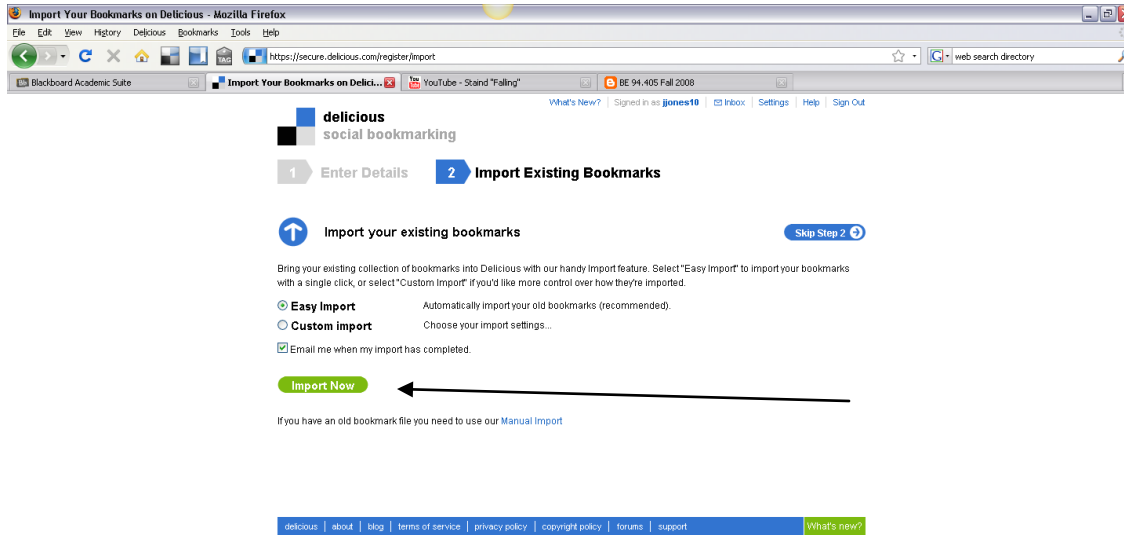 Import Your Bookmarks on Delicious - Mozilla Firefox
File Edit View History Delicious Bookmarks Tools Help
TAG https://secure.delicious.com/register/import G web search directory
Blackboard Academic Suite Import Your Bookmarks on Delici... YouTube - Staind "Falling" BE 94.405 Fall 2008
What's New? Signed in as jjones10 Inbox Settings Help Sign Out
delicious
social bookmarking
1 Enter Details 2 Import Existing Bookmarks
Import your existing bookmarks Skip Step 2
Bring your existing collection of bookmarks into Delicious with our handy Import feature. Select "Easy Import" to import your bookmarks
with a single click, or select "Custom Import" if you'd like more control over how they're imported.
Easy Import Automatically import your old bookmarks (recommended).
Custom import Choose your import settings...
Email me when my import has completed.
Import Now
If you have an old bookmark file you need to use our Manual Import
delicious | about | blog | terms of service | privacy policy | copyright policy | forums | support What's new?